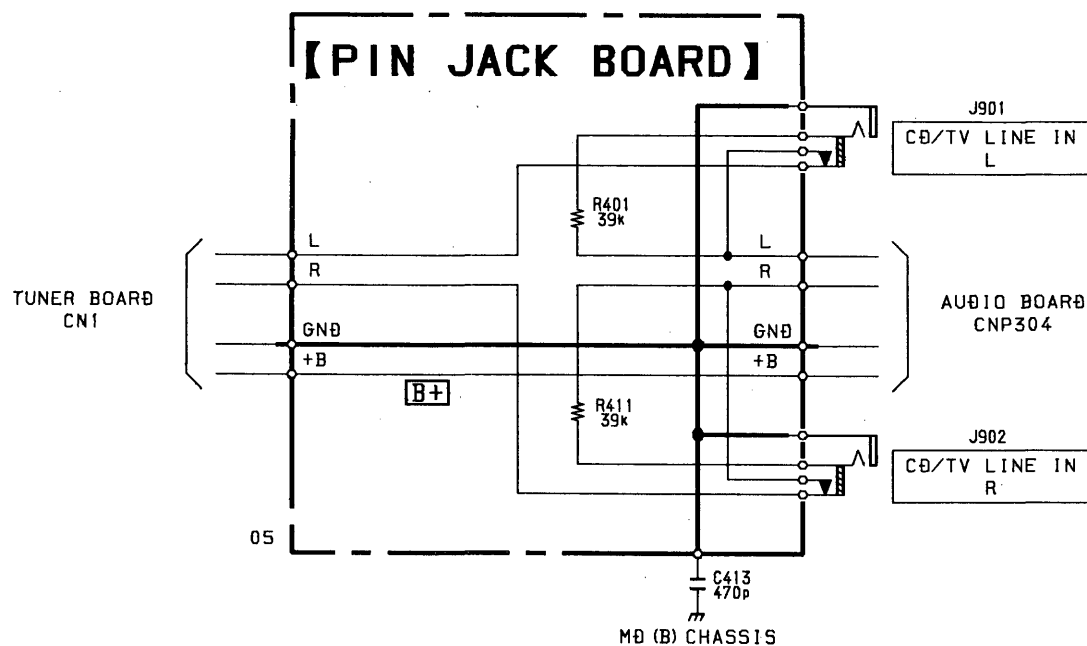 【PIN JACK BOARD】
J901
CD/TV LINE IN
L
R401
39k
L
R
L
R
TUNER BOARD
CN1
AUDIO BOARD
CNP304
GND
+B
GND
+B
B+
R411
39k
J902
CD/TV LINE IN
R
05
C413
470p
MD (B) CHASSIS